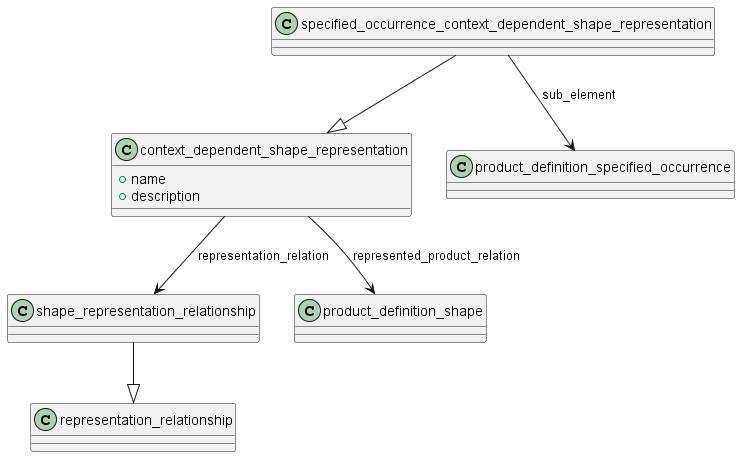 C specified_occurrence_context_dependent_shape_representation
sub_element
C context_dependent_shape_representation
name
description
C product_definition_specified_occurrence
representation_relation
represented_product_relation
C shape_representation_relationship
C product_definition_shape
C representation_relationship